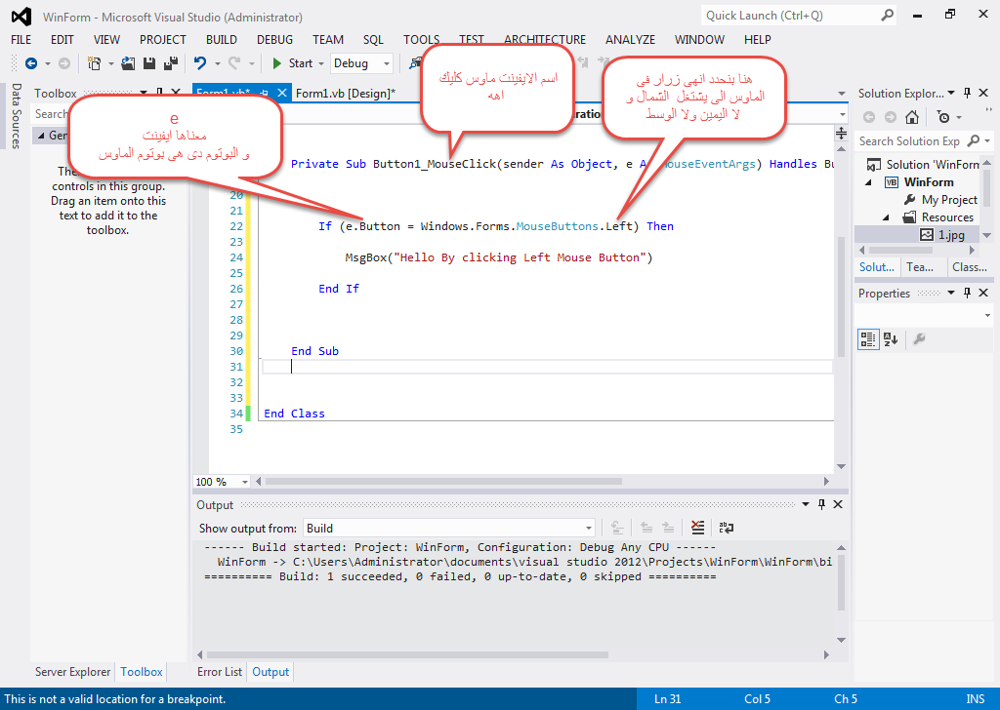 WinForm - Microsoft Visual Studio (Administrator)
Quick Launch (Ctrl+Q)
FILE EDIT VIEW PROJECT BUILD DEBUG TEAM SQL TOOLS TEST ARCHITECTURE ANALYZE WINDOW HELP
Start Debug
Data Sources
Toolbox
Search
Gen
There are no usable
controls in this group.
Drag an item onto this
text to add it to the
toolbox.
Form1.vb*
Form1.vb [Design]*
e
معناها ايفينت
و البوتوم دى هى بوتوم الماوس
اسم الايفينت ماوس كليك
اهه
هنا بنحدد انهى زرار فى
الماوس الى يشتغل الشمال و
لا اليمين ولا الوسط
Private Sub Button1_MouseClick(sender As Object, e As MouseEventArgs) Handles Bu
20
21
22 If (e.Button = Windows.Forms.MouseButtons.Left) Then
23
24 MsgBox("Hello By clicking Left Mouse Button")
25
26 End If
27
28
29
30 End Sub
31
32
33
34 End Class
35
100 %
Output
Show output from: Build
------ Build started: Project: WinForm, Configuration: Debug Any CPU ------
WinForm -> C:\Users\Administrator\documents\visual studio 2012\Projects\WinForm\WinForm\bi
========== Build: 1 succeeded, 0 failed, 0 up-to-date, 0 skipped ==========
Solution Explor...
Search Solution Exp
Solution 'WinForm
VB WinForm
My Project
Resources
1.jpg
Solut... Tea... Class...
Properties
Server Explorer Toolbox
Error List Output
This is not a valid location for a breakpoint.
Ln 31 Col 5 Ch 5 INS